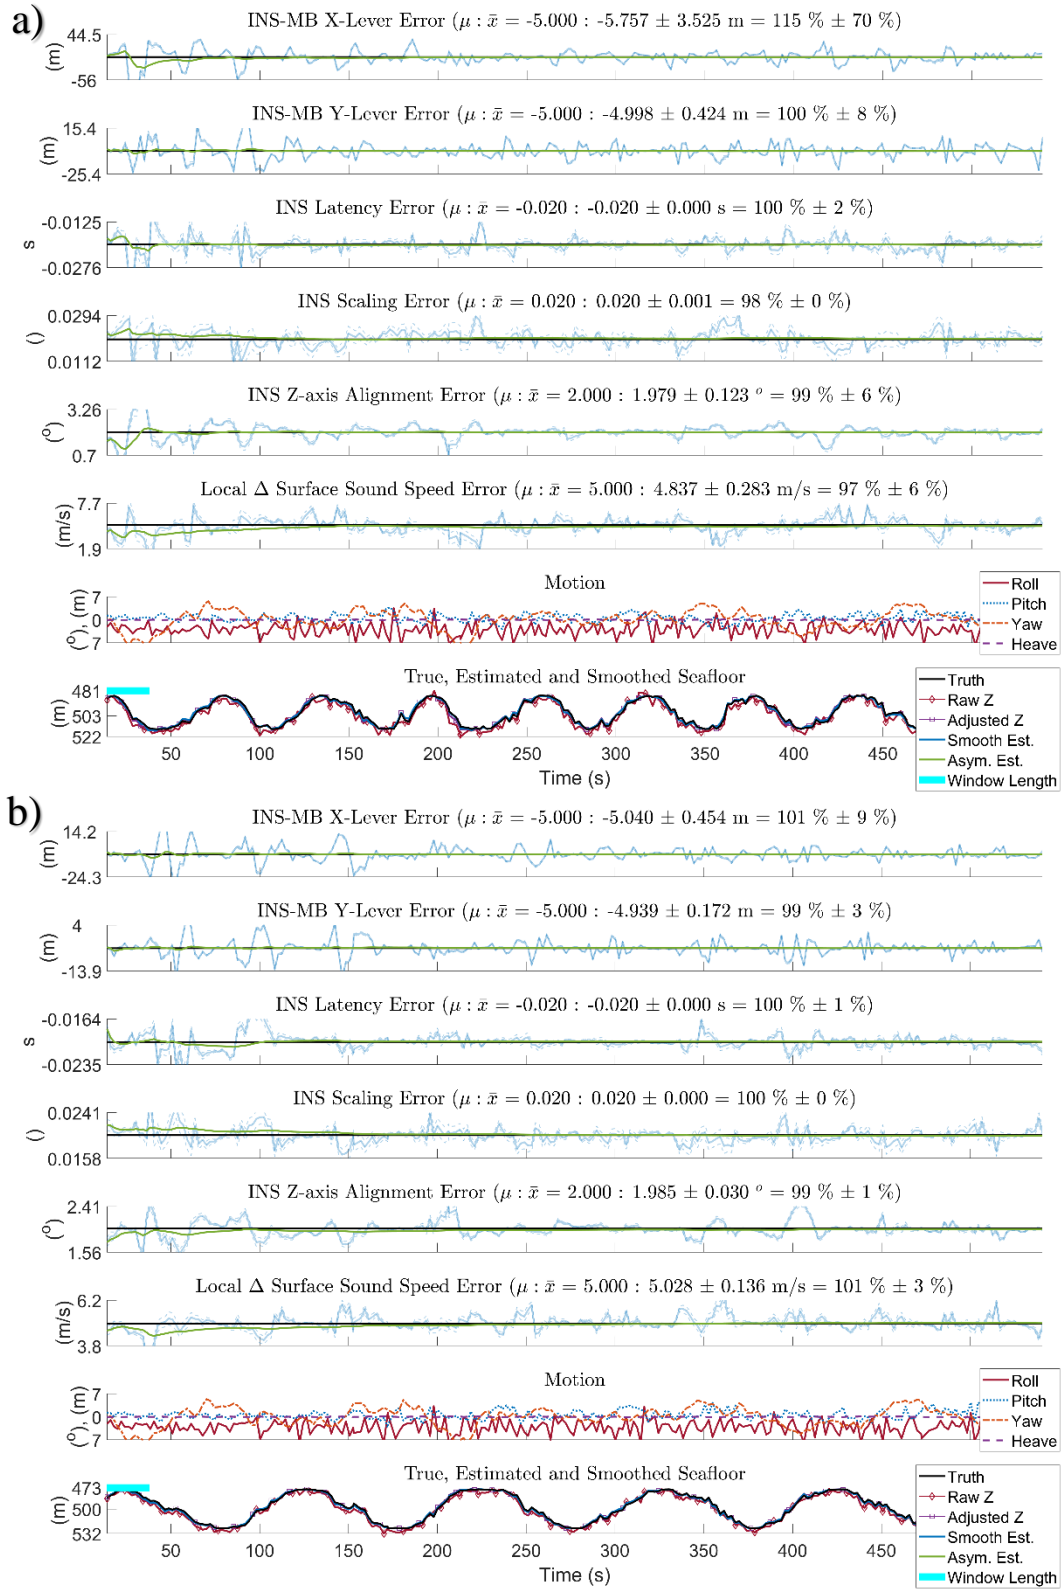 a)
INS-MB X-Lever Error (μ : x̄ = -5.000 : -5.757 ± 3.525 m = 115 % ± 70 %)
44.5
(m)
-56
INS-MB Y-Lever Error (μ : x̄ = -5.000 : -4.998 ± 0.424 m = 100 % ± 8 %)
15.4
(m)
-25.4
INS Latency Error (μ : x̄ = -0.020 : -0.020 ± 0.000 s = 100 % ± 2 %)
-0.0125
s
-0.0276
INS Scaling Error (μ : x̄ = 0.020 : 0.020 ± 0.001 = 98 % ± 0 %)
0.0294
()
0.0112
INS Z-axis Alignment Error (μ : x̄ = 2.000 : 1.979 ± 0.123 ° = 99 % ± 6 %)
3.26
(°)
0.7
Local Δ Surface Sound Speed Error (μ : x̄ = 5.000 : 4.837 ± 0.283 m/s = 97 % ± 6 %)
7.7
(m/s)
1.9
Motion
7
0
7
(°), (m)
Roll
Pitch
Yaw
Heave
True, Estimated and Smoothed Seafloor
481
503
522
(m)
Truth
Raw Z
Adjusted Z
Smooth Est.
Asym. Est.
Window Length
50 100 150 200 250 300 350 400 450
Time (s)
b)
INS-MB X-Lever Error (μ : x̄ = -5.000 : -5.040 ± 0.454 m = 101 % ± 9 %)
14.2
(m)
-24.3
INS-MB Y-Lever Error (μ : x̄ = -5.000 : -4.939 ± 0.172 m = 99 % ± 3 %)
4
(m)
-13.9
INS Latency Error (μ : x̄ = -0.020 : -0.020 ± 0.000 s = 100 % ± 1 %)
-0.0164
s
-0.0235
INS Scaling Error (μ : x̄ = 0.020 : 0.020 ± 0.000 = 100 % ± 0 %)
0.0241
()
0.0158
INS Z-axis Alignment Error (μ : x̄ = 2.000 : 1.985 ± 0.030 ° = 99 % ± 1 %)
2.41
(°)
1.56
Local Δ Surface Sound Speed Error (μ : x̄ = 5.000 : 5.028 ± 0.136 m/s = 101 % ± 3 %)
6.2
(m/s)
3.8
Motion
7
0
7
(°), (m)
Roll
Pitch
Yaw
Heave
True, Estimated and Smoothed Seafloor
473
500
532
(m)
Truth
Raw Z
Adjusted Z
Smooth Est.
Asym. Est.
Window Length
50 100 150 200 250 300 350 400 450
Time (s)